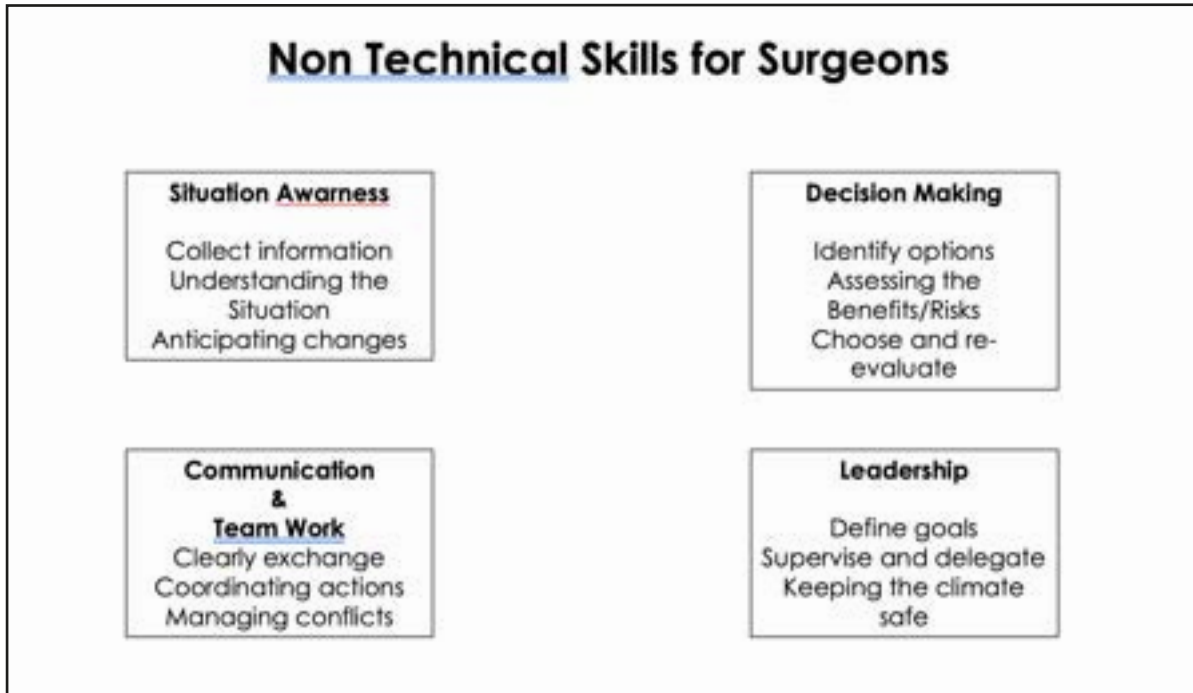 Non Technical Skills for Surgeons
Situation Awarness
Collect information
Understanding the
Situation
Anticipating changes
Decision Making
Identify options
Assessing the
Benefits/Risks
Choose and re-
evaluate
Communication
&
Team Work
Clearly exchange
Coordinating actions
Managing conflicts
Leadership
Define goals
Supervise and delegate
Keeping the climate
safe